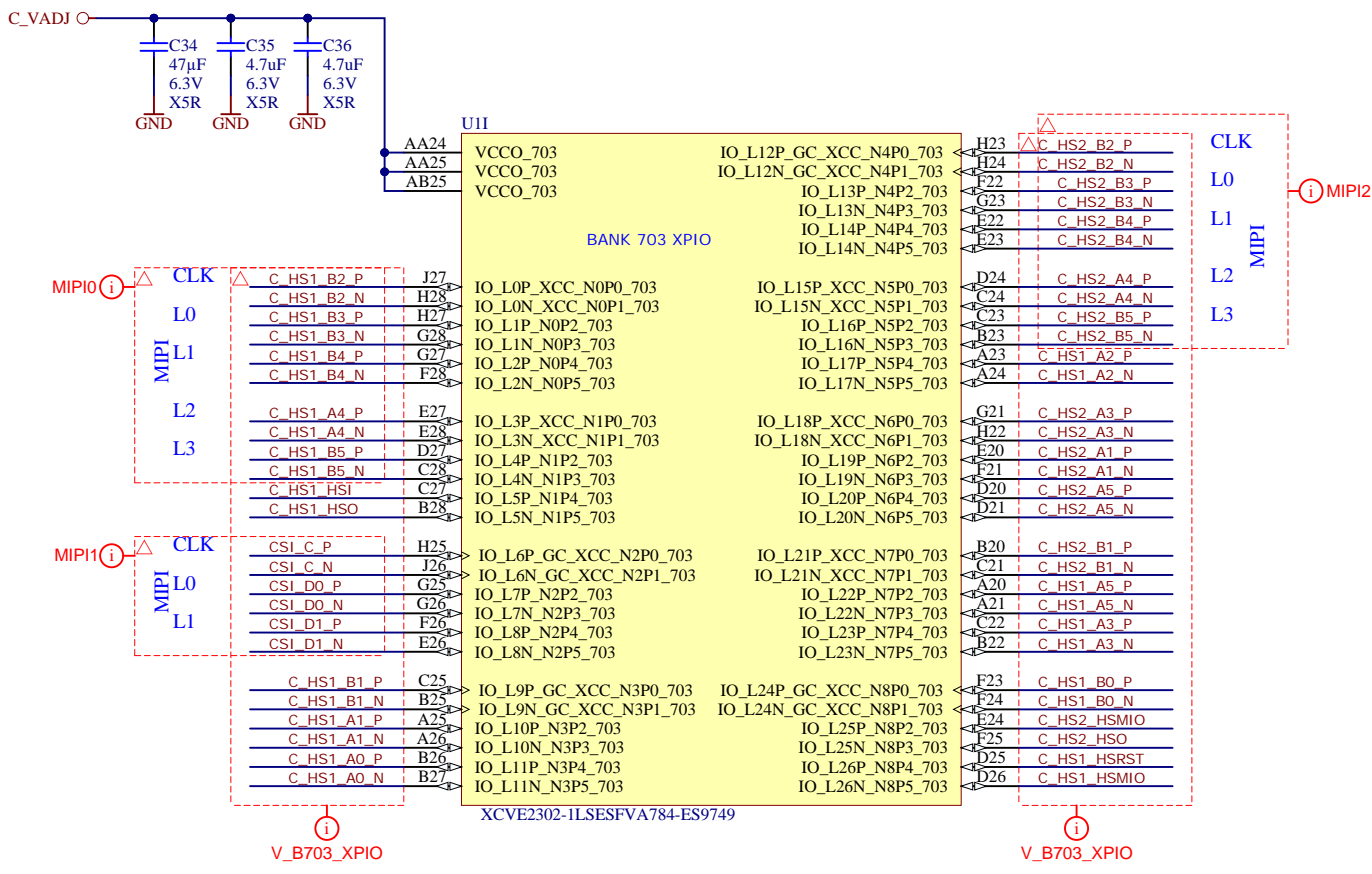 C_VADJ
C34
47µF
6.3V
X5R
GND
C35
4.7uF
6.3V
X5R
GND
C36
4.7uF
6.3V
X5R
GND
U1I
AA24 VCCO_703
AA25 VCCO_703
AB25 VCCO_703
BANK 703 XPIO
MIPI0
i
MIPI
CLK
L0
L1
L2
L3
C_HS1_B2_P J27 IO_L0P_XCC_N0P0_703
C_HS1_B2_N H28 IO_L0N_XCC_N0P1_703
C_HS1_B3_P H27 IO_L1P_N0P2_703
C_HS1_B3_N G28 IO_L1N_N0P3_703
C_HS1_B4_P G27 IO_L2P_N0P4_703
C_HS1_B4_N F28 IO_L2N_N0P5_703
C_HS1_A4_P E27 IO_L3P_XCC_N1P0_703
C_HS1_A4_N E28 IO_L3N_XCC_N1P1_703
C_HS1_B5_P D27 IO_L4P_N1P2_703
C_HS1_B5_N C28 IO_L4N_N1P3_703
C_HS1_HSI C27 IO_L5P_N1P4_703
C_HS1_HSO B28 IO_L5N_N1P5_703
MIPI1
i
MIPI
CLK
L0
L1
CSI_C_P H25 IO_L6P_GC_XCC_N2P0_703
CSI_C_N J26 IO_L6N_GC_XCC_N2P1_703
CSI_D0_P G25 IO_L7P_N2P2_703
CSI_D0_N G26 IO_L7N_N2P3_703
CSI_D1_P F26 IO_L8P_N2P4_703
CSI_D1_N E26 IO_L8N_N2P5_703
C_HS1_B1_P C25 IO_L9P_GC_XCC_N3P0_703
C_HS1_B1_N B25 IO_L9N_GC_XCC_N3P1_703
C_HS1_A1_P A25 IO_L10P_N3P2_703
C_HS1_A1_N A26 IO_L10N_N3P3_703
C_HS1_A0_P B26 IO_L11P_N3P4_703
C_HS1_A0_N B27 IO_L11N_N3P5_703
i
V_B703_XPIO
IO_L12P_GC_XCC_N4P0_703 H23 C_HS2_B2_P
IO_L12N_GC_XCC_N4P1_703 H24 C_HS2_B2_N
IO_L13P_N4P2_703 F22 C_HS2_B3_P
IO_L13N_N4P3_703 G23 C_HS2_B3_N
IO_L14P_N4P4_703 E22 C_HS2_B4_P
IO_L14N_N4P5_703 E23 C_HS2_B4_N
IO_L15P_XCC_N5P0_703 D24 C_HS2_A4_P
IO_L15N_XCC_N5P1_703 C24 C_HS2_A4_N
IO_L16P_N5P2_703 C23 C_HS2_B5_P
IO_L16N_N5P3_703 B23 C_HS2_B5_N
IO_L17P_N5P4_703 A23 C_HS1_A2_P
IO_L17N_N5P5_703 A24 C_HS1_A2_N
CLK
L0
L1
L2
L3
MIPI
i
MIPI2
IO_L18P_XCC_N6P0_703 G21 C_HS2_A3_P
IO_L18N_XCC_N6P1_703 H22 C_HS2_A3_N
IO_L19P_N6P2_703 E20 C_HS2_A1_P
IO_L19N_N6P3_703 F21 C_HS2_A1_N
IO_L20P_N6P4_703 D20 C_HS2_A5_P
IO_L20N_N6P5_703 D21 C_HS2_A5_N
IO_L21P_XCC_N7P0_703 B20 C_HS2_B1_P
IO_L21N_XCC_N7P1_703 C21 C_HS2_B1_N
IO_L22P_N7P2_703 A20 C_HS1_A5_P
IO_L22N_N7P3_703 A21 C_HS1_A5_N
IO_L23P_N7P4_703 C22 C_HS1_A3_P
IO_L23N_N7P5_703 B22 C_HS1_A3_N
IO_L24P_GC_XCC_N8P0_703 F23 C_HS1_B0_P
IO_L24N_GC_XCC_N8P1_703 F24 C_HS1_B0_N
IO_L25P_N8P2_703 E24 C_HS2_HSMIO
IO_L25N_N8P3_703 F25 C_HS2_HSO
IO_L26P_N8P4_703 D25 C_HS1_HSRST
IO_L26N_N8P5_703 D26 C_HS1_HSMIO
i
V_B703_XPIO
XCVE2302-1LSESFVA784-ES9749